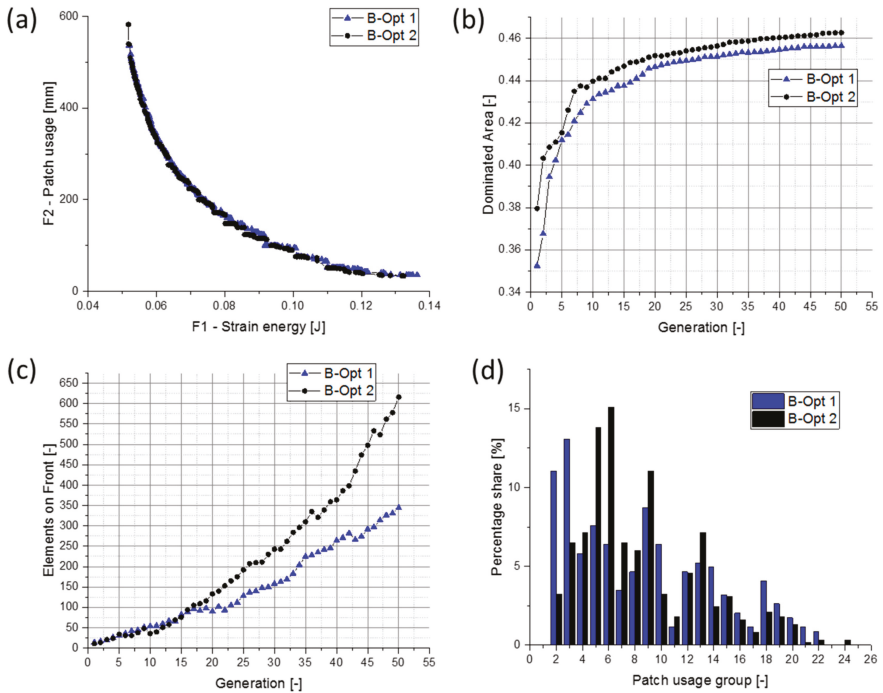 (a)
B-Opt 1
B-Opt 2
F2 - Patch usage [mm]
600
400
200
0
0.04 0.06 0.08 0.10 0.12 0.14
F1 - Strain energy [J]
(b)
B-Opt 1
B-Opt 2
Dominated Area [-]
0.46
0.44
0.42
0.40
0.38
0.36
0.34
0 5 10 15 20 25 30 35 40 45 50 55
Generation [-]
(c)
B-Opt 1
B-Opt 2
Elements on Front [-]
650
600
550
500
450
400
350
300
250
200
150
100
50
0
0 5 10 15 20 25 30 35 40 45 50 55
Generation [-]
(d)
B-Opt 1
B-Opt 2
Percentage share [%]
15
10
5
0
0 2 4 6 8 10 12 14 16 18 20 22 24 26
Patch usage group [-]